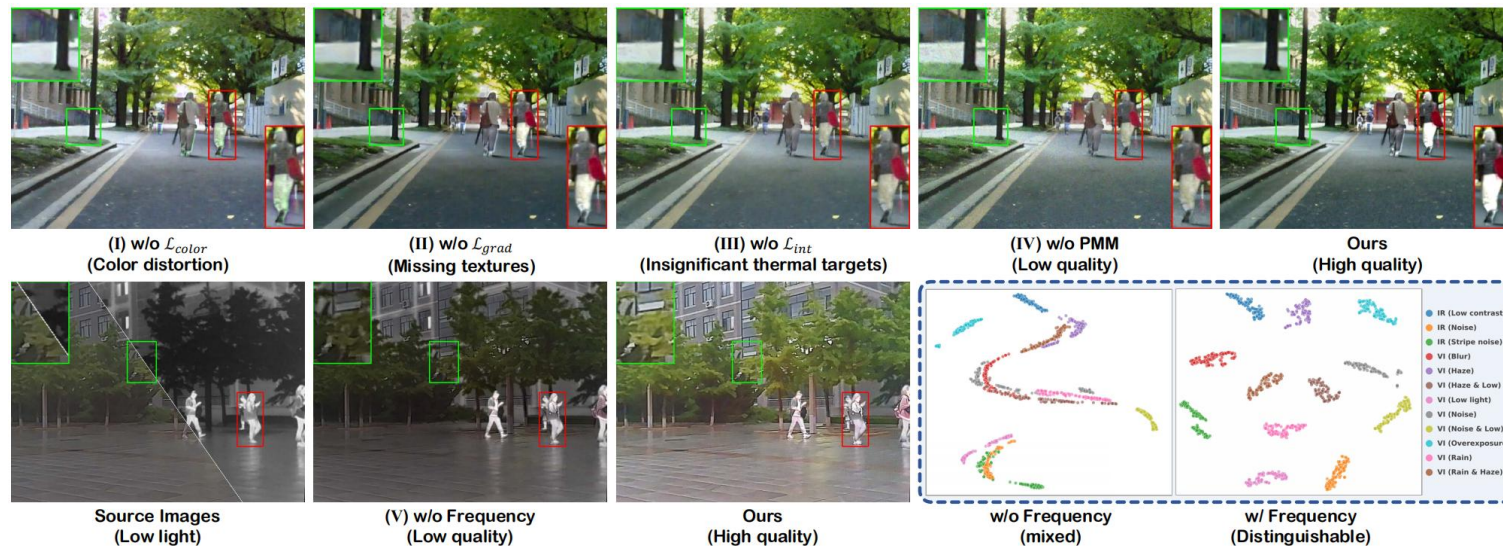 (I) w/o ℒcolor
(Color distortion)
(II) w/o ℒgrad
(Missing textures)
(III) w/o ℒint
(Insignificant thermal targets)
(IV) w/o PMM
(Low quality)
Ours
(High quality)
IR (Low contrast
IR (Noise)
IR (Stripe noise)
VI (Blur)
VI (Haze)
VI (Haze & Low)
VI (Low light)
VI (Noise)
VI (Noise & Low)
VI (Overexposure
VI (Rain)
VI (Rain & Haze)
Source Images
(Low light)
(V) w/o Frequency
(Low quality)
Ours
(High quality)
w/o Frequency
(mixed)
w/ Frequency
(Distinguishable)